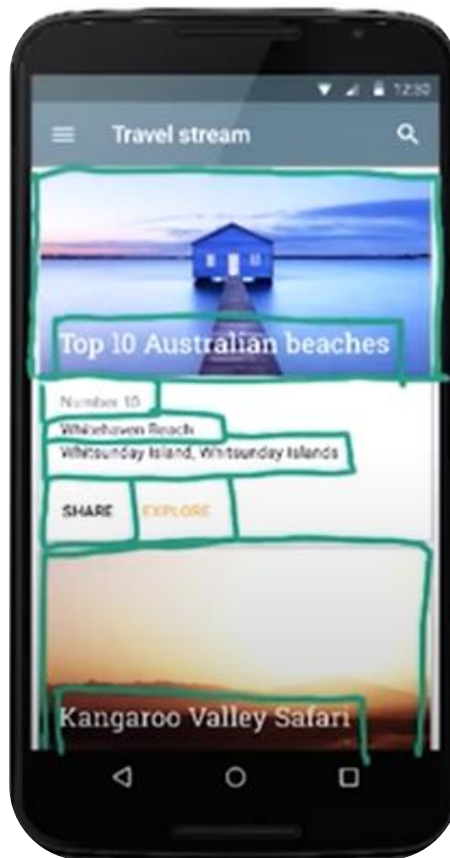 12:30
Travel stream
Top 10 Australian beaches
Number 10
Whitehaven Beach
Whitsunday Island, Whitsunday Islands
SHARE EXPLORE
Kangaroo Valley Safari